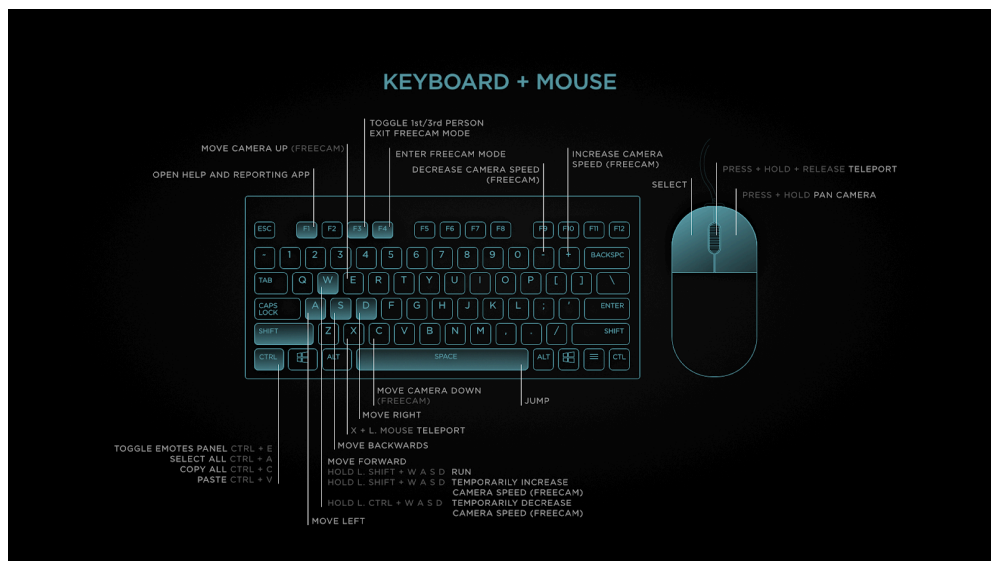 KEYBOARD + MOUSE
TOGGLE 1st/3rd PERSON
EXIT FREECAM MODE
MOVE CAMERA UP (FREECAM)
ENTER FREECAM MODE
INCREASE CAMERA
SPEED (FREECAM)
DECREASE CAMERA SPEED
(FREECAM)
OPEN HELP AND REPORTING APP
SELECT
PRESS + HOLD + RELEASE TELEPORT
PRESS + HOLD PAN CAMERA
ESC F1 F2 F3 F4 F5 F6 F7 F8 F9 F10 F11 F12
- 1 2 3 4 5 6 7 8 9 0 - + BACKSPC
TAB Q W E R T Y U I O P [ ] \
CAPS
LOCK
A S D F G H J K L ; ' ENTER
SHIFT Z X C V B N M , . / SHIFT
CTRL ALT SPACE ALT CTL
MOVE CAMERA DOWN
(FREECAM)
JUMP
MOVE RIGHT
X + L. MOUSE TELEPORT
MOVE BACKWARDS
TOGGLE EMOTES PANEL CTRL + E
SELECT ALL CTRL + A
COPY ALL CTRL + C
PASTE CTRL + V
MOVE FORWARD
HOLD L. SHIFT + W A S D RUN
HOLD L. SHIFT + W A S D TEMPORARILY INCREASE
CAMERA SPEED (FREECAM)
HOLD L. CTRL + W A S D TEMPORARILY DECREASE
CAMERA SPEED (FREECAM)
MOVE LEFT